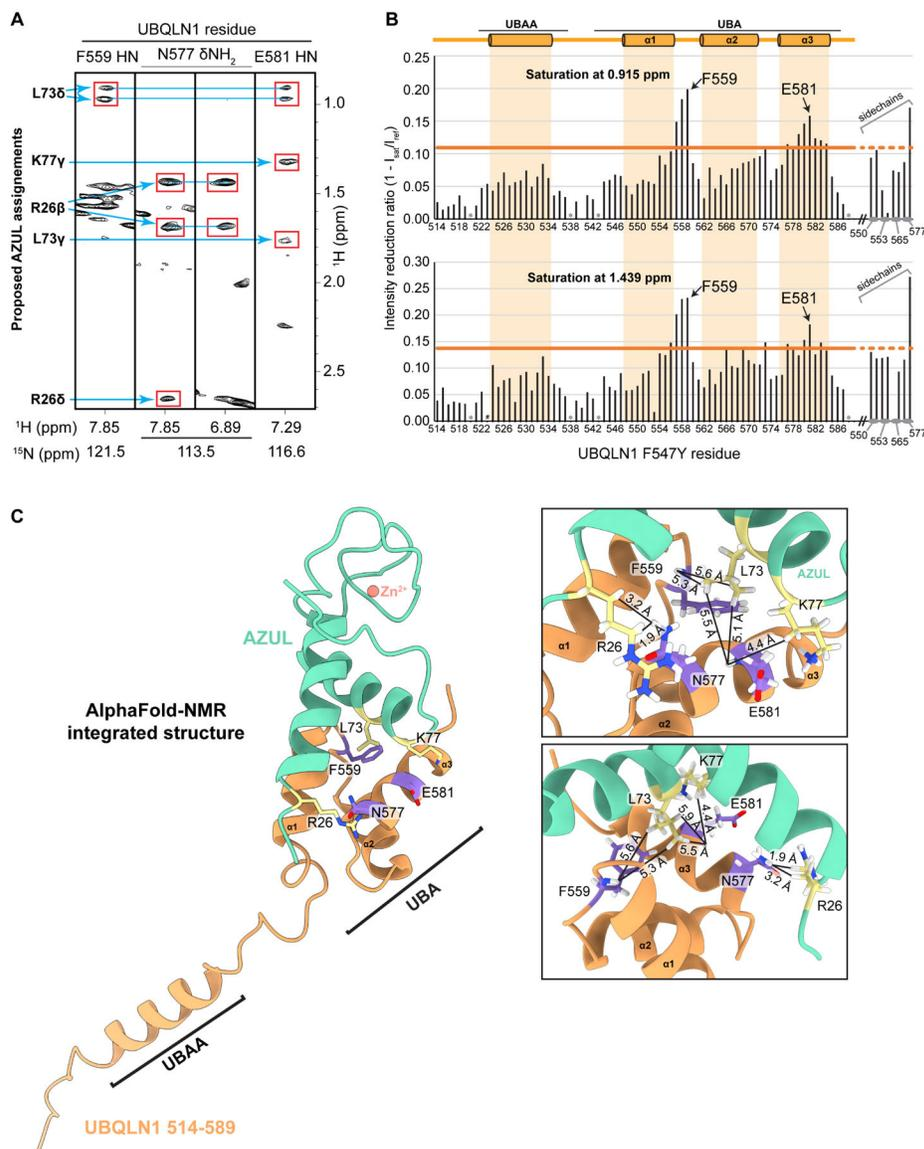 A
UBQLN1 residue
F559 HN N577 δNH2 E581 HN
L73δ
K77γ
R26β
L73γ
R26δ
Proposed AZUL assignements
1.0
1.5
2.0
2.5
1H (ppm)
1H (ppm) 7.85 7.85 6.89 7.29
15N (ppm) 121.5 113.5 116.6
B
UBAA UBA
α1 α2 α3
Intensity reduction ratio (1 - Isat/Iref)
0.25
0.20
0.15
0.10
0.05
0.00
Saturation at 0.915 ppm
F559
E581
sidechains
514 518 522 526 530 534 538 542 546 550 554 558 562 566 570 574 578 582 586 550 553 565 577
0.30
0.25
0.20
0.15
0.10
0.05
0.00
Saturation at 1.439 ppm
F559
E581
sidechains
514 518 522 526 530 534 538 542 546 550 554 558 562 566 570 574 578 582 586 550 553 565 577
UBQLN1 F547Y residue
C
Zn2+
AZUL
AlphaFold-NMR
integrated structure
L73
K77
F559
α3
E581
N577
R26
α1
α2
UBA
UBAA
UBQLN1 514-589
F559
5.6 Å
L73
5.3 Å
AZUL
3.2 Å
5.5 Å
5.1 Å
K77
1.9 Å
4.4 Å
α1
R26
N577
α3
E581
α2
K77
L73
E581
4.4 Å
5.9 Å
5.6 Å
5.5 Å
1.9 Å
5.3 Å
α3
N577
3.2 Å
F559
R26
α2
α1